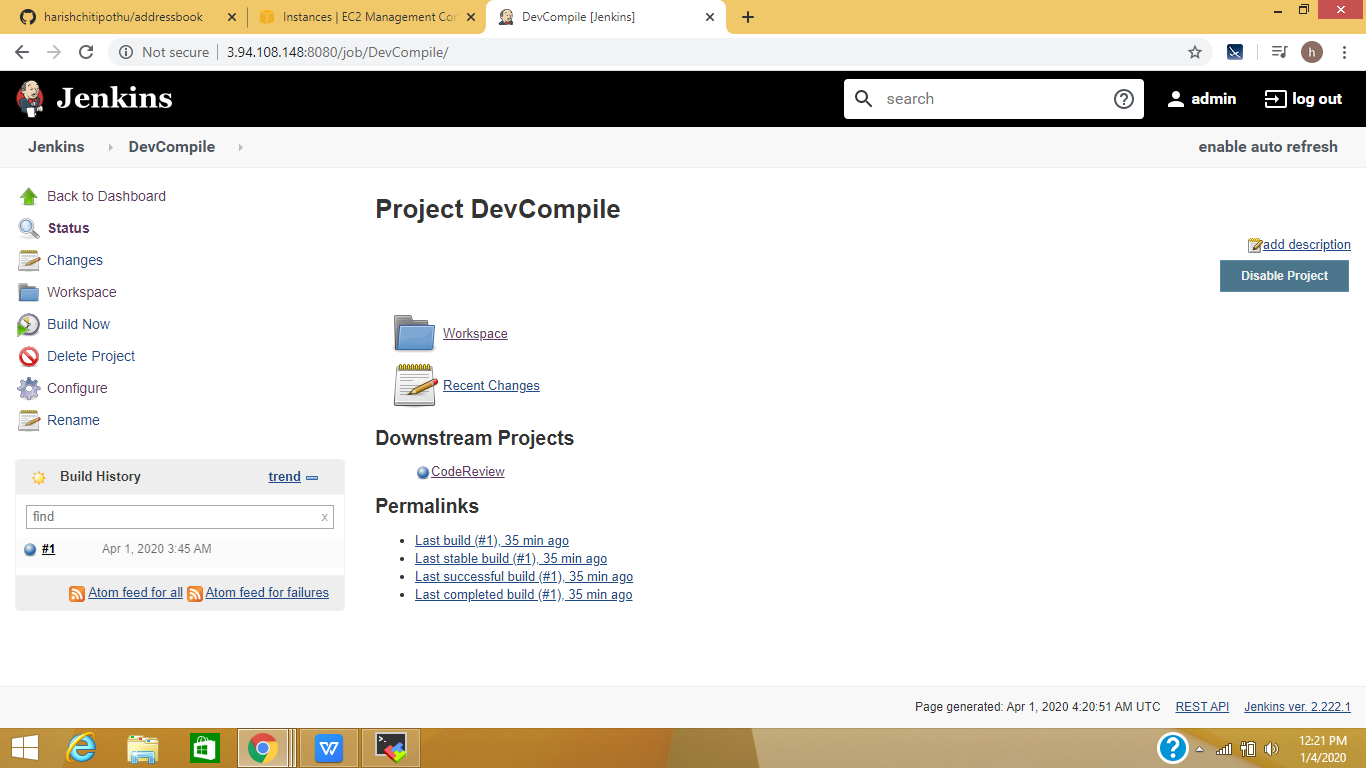 harishchitipothu/addressbook
Instances | EC2 Management Cor
DevCompile [Jenkins]
Not secure
3.94.108.148:8080/job/DevCompile/
h
Jenkins
search
admin
log out
Jenkins
DevCompile
enable auto refresh
Back to Dashboard
Status
Changes
Workspace
Build Now
Delete Project
Configure
Rename
Build History
trend
find
x
#1
Apr 1, 2020 3:45 AM
Atom feed for all
Atom feed for failures
Project DevCompile
add description
Disable Project
Workspace
Recent Changes
Downstream Projects
CodeReview
Permalinks
Last build (#1), 35 min ago
Last stable build (#1), 35 min ago
Last successful build (#1), 35 min ago
Last completed build (#1), 35 min ago
Page generated: Apr 1, 2020 4:20:51 AM UTC
REST API
Jenkins ver. 2.222.1
12:21 PM
1/4/2020